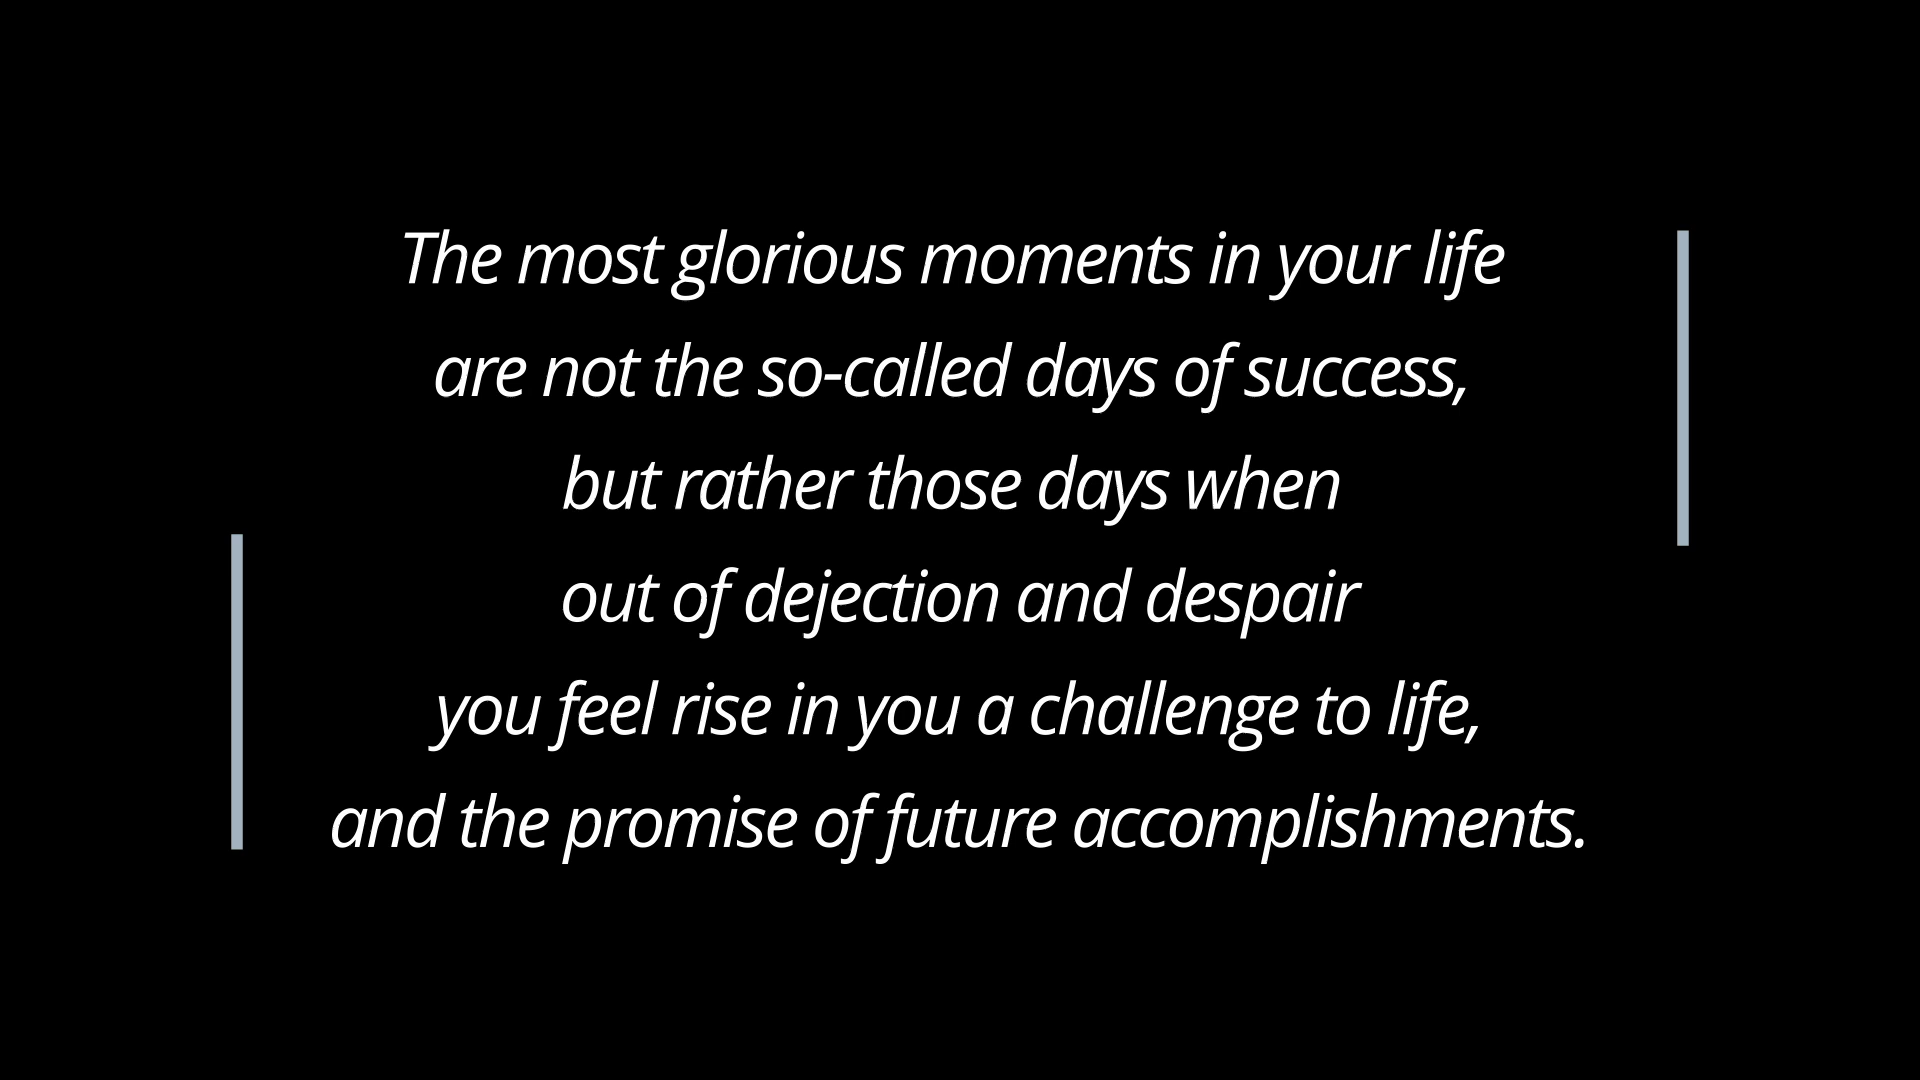 The most glorious moments in your life
are not the so-called days of success,
but rather those days when
out of dejection and despair
you feel rise in you a challenge to life,
and the promise of future accomplishments.